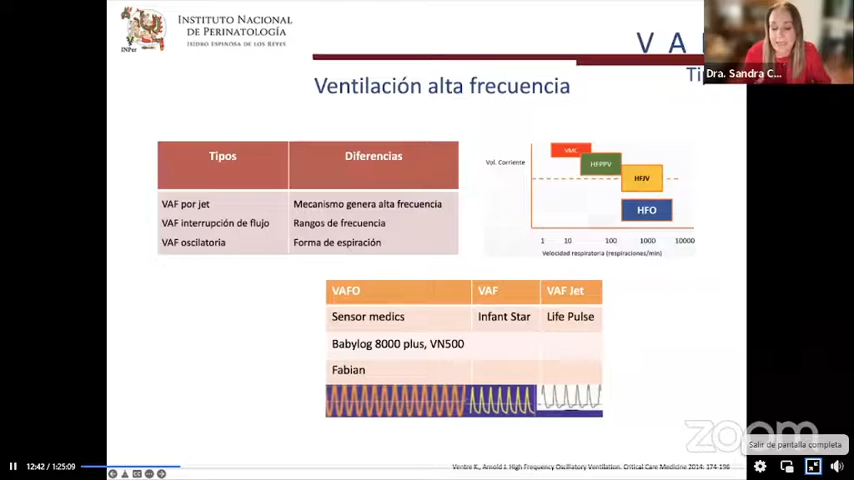 INSTITUTO NACIONAL
DE PERINATOLOGÍA
ISIDRO ESPINOSA DE LOS REYES
INPer
V A
Dra. Sandra C...
Ventilación alta frecuencia
Tipos Diferencias
VAF por jet Mecanismo genera alta frecuencia
VAF interrupción de flujo Rangos de frecuencia
VAF oscilatoria Forma de espiración
Vol. Corriente
VMC
HFPPV
HFJV
HFO
1 10 100 1000 10000
Velocidad respiratoria (respiraciones/min)
VAFO VAF VAF Jet
Sensor medics Infant Star Life Pulse
Babylog 8000 plus, VN500
Fabian
zoom
Salir de pantalla completa
12:42 / 1:25:09
Ventre K., Arnold J. High Frequency Oscillatory Ventilation. Critical Care Medicine 2014: 174-196